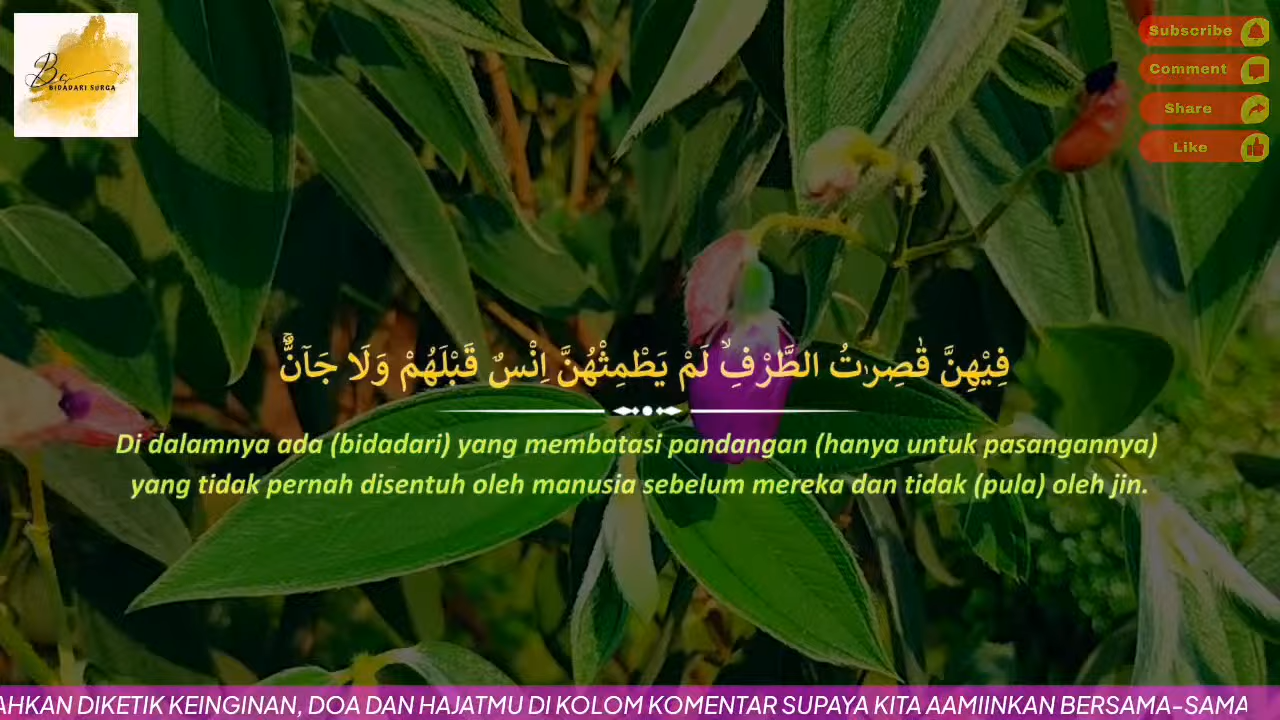 Bs
BIDADARI SURGA
Subscribe
Comment
Share
Like
فِيْهِنَّ قٰصِرٰتُ الطَّرْفِۙ لَمْ يَطْمِثْهُنَّ اِنْسٌ قَبْلَهُمْ وَلَا جَاۤنٌّۚ
Di dalamnya ada (bidadari) yang membatasi pandangan (hanya untuk pasangannya)
yang tidak pernah disentuh oleh manusia sebelum mereka dan tidak (pula) oleh jin.
AHKAN DIKETIK KEINGINAN, DOA DAN HAJATMU DI KOLOM KOMENTAR SUPAYA KITA AAMIINKAN BERSAMA-SAMA